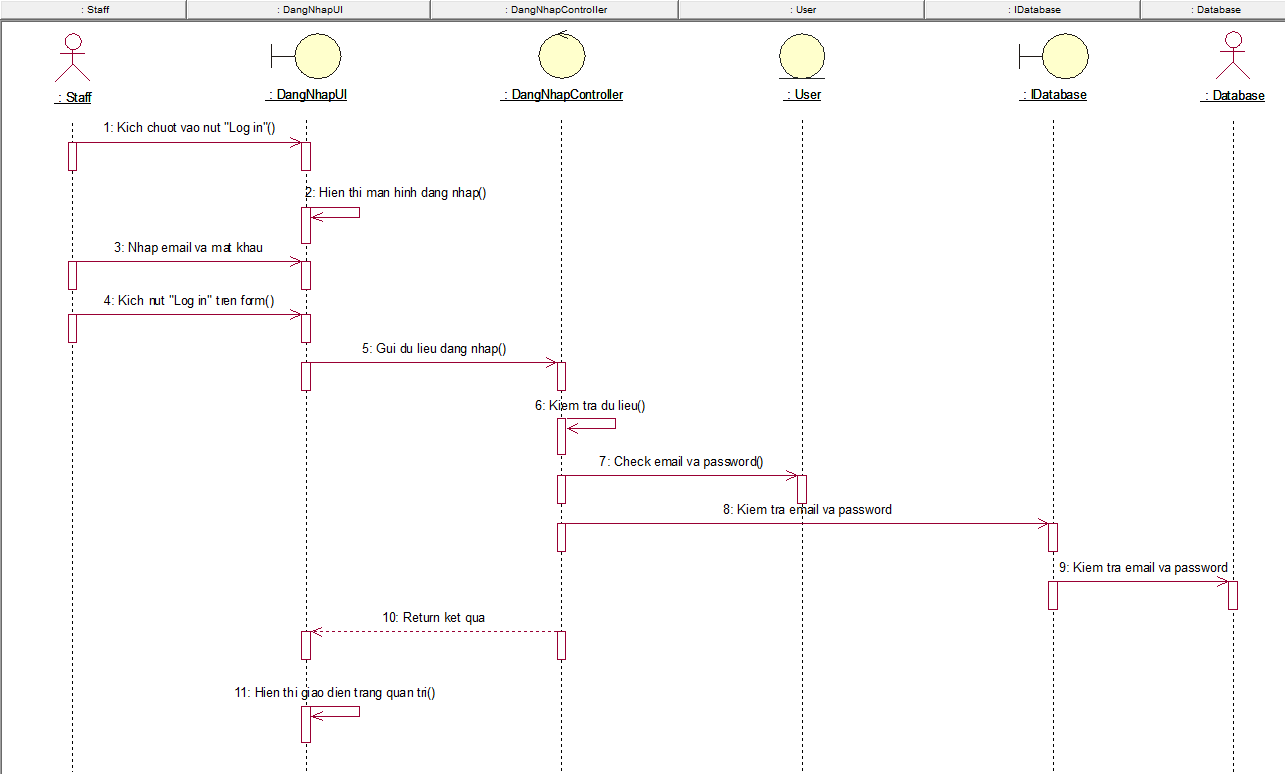 : Staff
: DangNhapUI
: DangNhapController
: User
: IDatabase
: Database
: Staff
: DangNhapUI
: DangNhapController
: User
: IDatabase
: Database
1: Kich chuot vao nut "Log in"()
2: Hien thi man hinh dang nhap()
3: Nhap email va mat khau
4: Kich nut "Log in" tren form()
5: Gui du lieu dang nhap()
6: Kiem tra du lieu()
7: Check email va password()
8: Kiem tra email va password
9: Kiem tra email va password
10: Return ket qua
11: Hien thi giao dien trang quan tri()